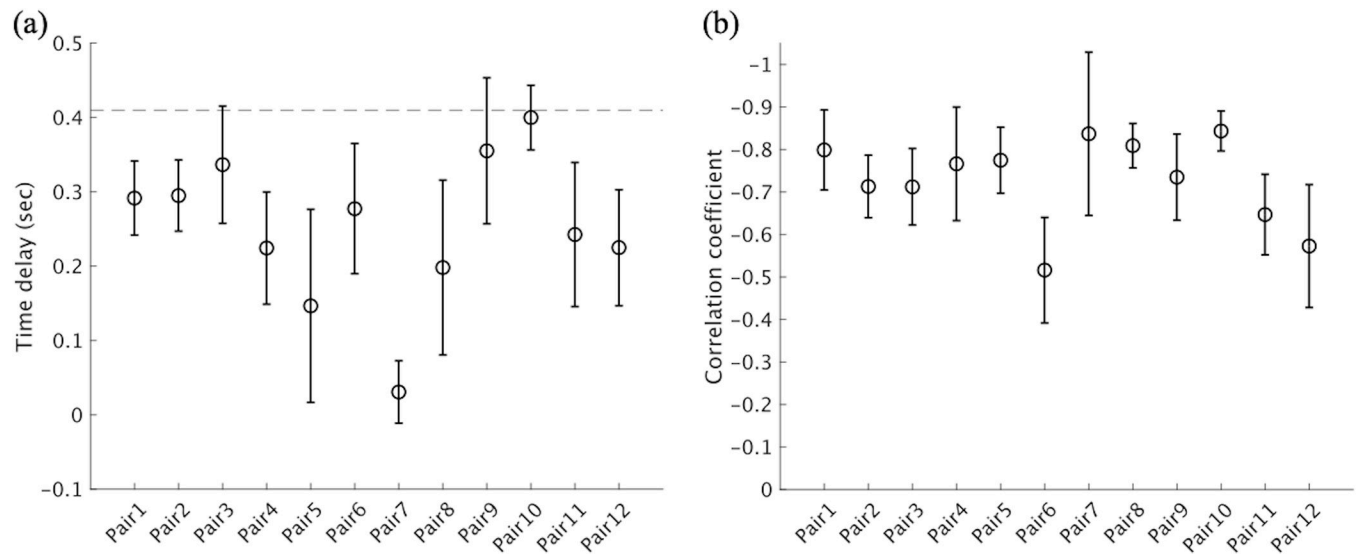 (a)
Time delay (sec)
0.5
0.4
0.3
0.2
0.1
0
−0.1
Pair1
Pair2
Pair3
Pair4
Pair5
Pair6
Pair7
Pair8
Pair9
Pair10
Pair11
Pair12
(b)
Correlation coefficient
−1
−0.9
−0.8
−0.7
−0.6
−0.5
−0.4
−0.3
−0.2
−0.1
0
Pair1
Pair2
Pair3
Pair4
Pair5
Pair6
Pair7
Pair8
Pair9
Pair10
Pair11
Pair12